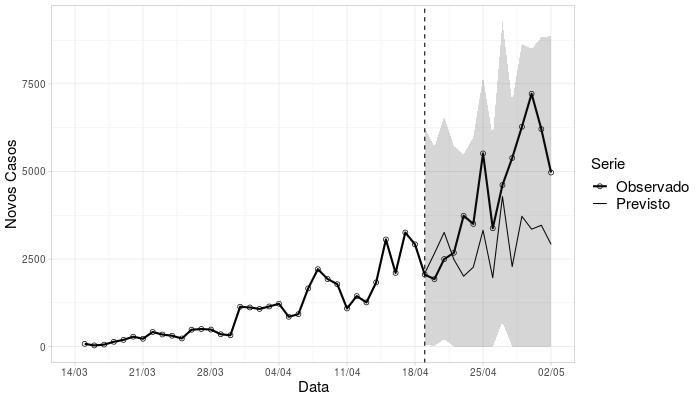 Novos Casos
7500
5000
2500
0
14/03 21/03 28/03 04/04 11/04 18/04 25/04 02/05
Data
Serie
Observado
Previsto